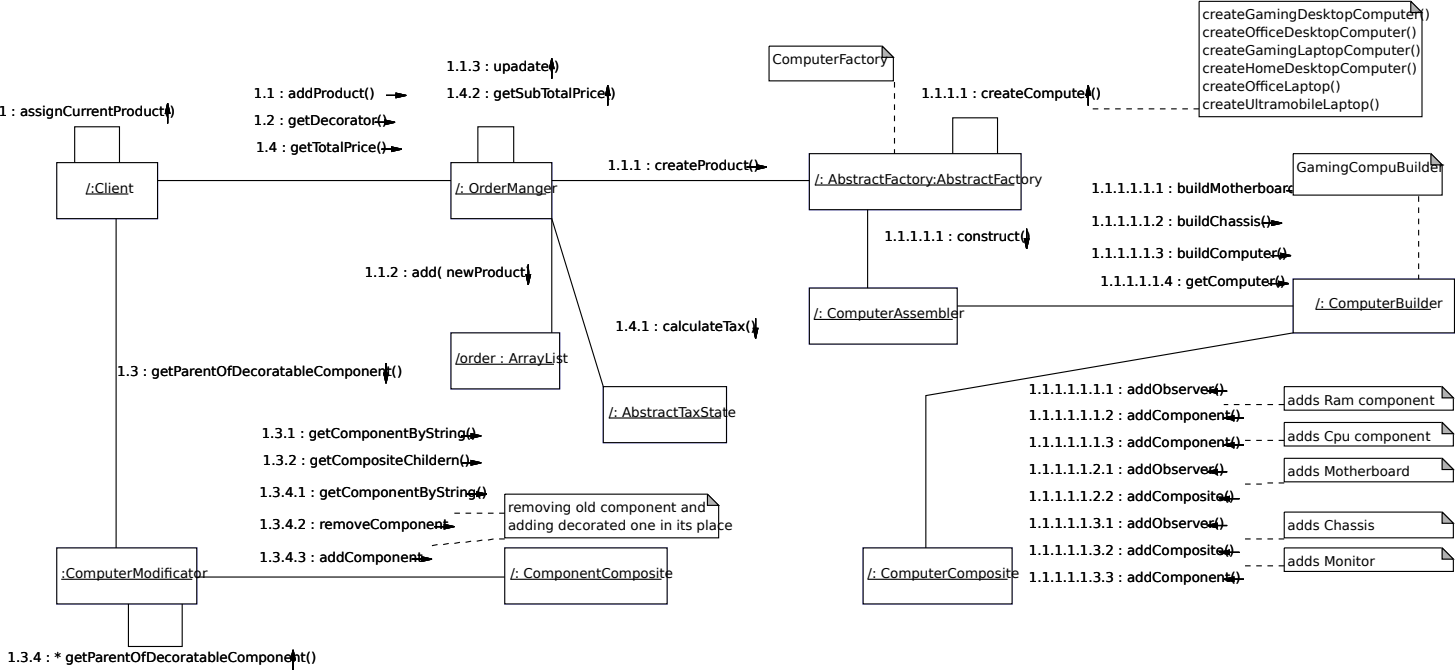 createGamingDesktopComputer()
createOfficeDesktopComputer()
createGamingLaptopComputer()
createHomeDesktopComputer()
createOfficeLaptop()
createUltramobileLaptop()
ComputerFactory
1.1.3 : upadate()
1.4.2 : getSubTotalPrice()
1.1 : addProduct()
1.2 : getDecorator()
1.4 : getTotalPrice()
1 : assignCurrentProduct()
1.1.1.1 : createComputer()
1.1.1 : createProduct()
/:Client
/: OrderManger
/: AbstractFactory:AbstractFactory
GamingCompuBuilder
1.1.1.1.1.1 : buildMotherboard
1.1.1.1.1.2 : buildChassis()
1.1.1.1.1.3 : buildComputer()
1.1.1.1.1.4 : getComputer()
1.1.1.1.1 : construct()
1.1.2 : add( newProduct
/: ComputerAssembler
/: ComputerBuilder
1.4.1 : calculateTax()
/order : ArrayList
1.3 : getParentOfDecoratableComponent()
/: AbstractTaxState
1.3.1 : getComponentByString()
1.3.2 : getCompositeChildern()
1.3.4.1 : getComponentByString()
1.3.4.2 : removeComponent
1.3.4.3 : addComponent
removing old component and
adding decorated one in its place
1.1.1.1.1.1.1 : addObserver()
1.1.1.1.1.1.2 : addComponent()
1.1.1.1.1.1.3 : addComponent()
1.1.1.1.1.2.1 : addObserver()
1.1.1.1.1.2.2 : addComposite()
1.1.1.1.1.3.1 : addObserver()
1.1.1.1.1.3.2 : addComposite()
1.1.1.1.1.3.3 : addComponent()
adds Ram component
adds Cpu component
adds Motherboard
adds Chassis
adds Monitor
:ComputerModificator
/: ComponentComposite
/: ComputerComposite
1.3.4 : * getParentOfDecoratableComponent()